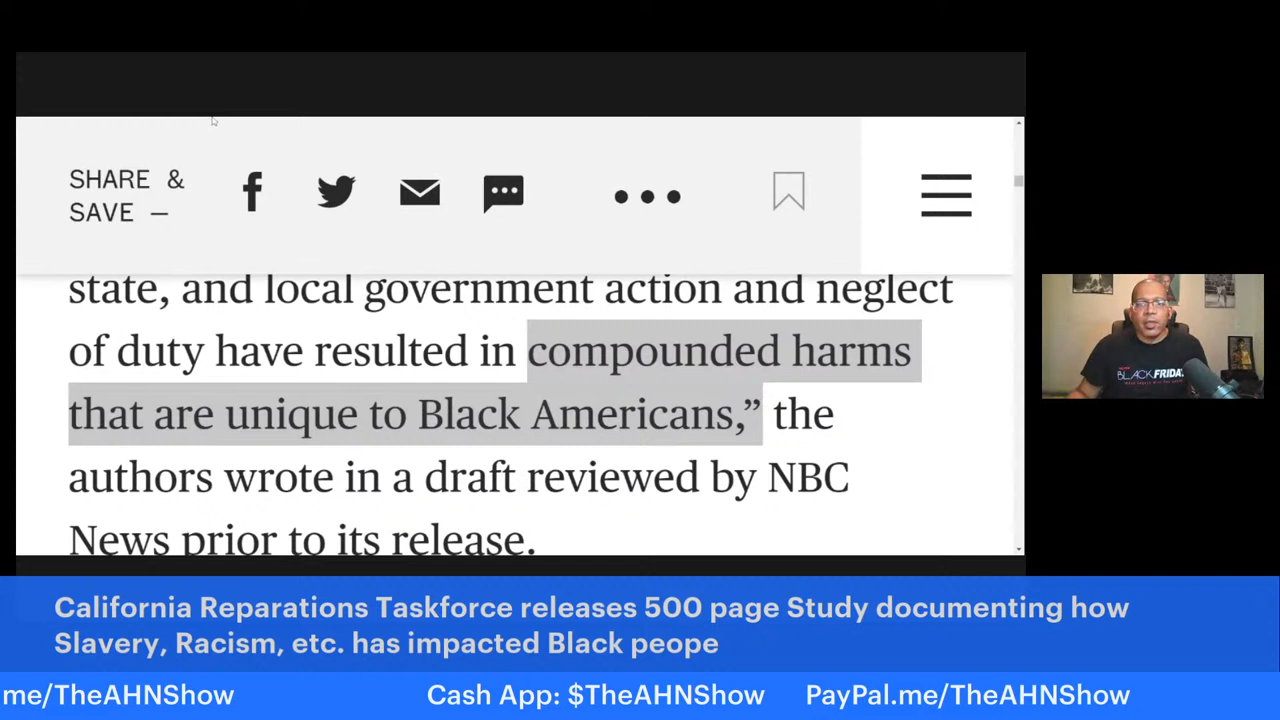 SHARE &
SAVE —
state, and local government action and neglect
of duty have resulted in compounded harms
that are unique to Black Americans,” the
authors wrote in a draft reviewed by NBC
News prior to its release.
BLACK FRIDAY
California Reparations Taskforce releases 500 page Study documenting how
Slavery, Racism, etc. has impacted Black peope
me/TheAHNShow Cash App: $TheAHNShow PayPal.me/TheAHNShow